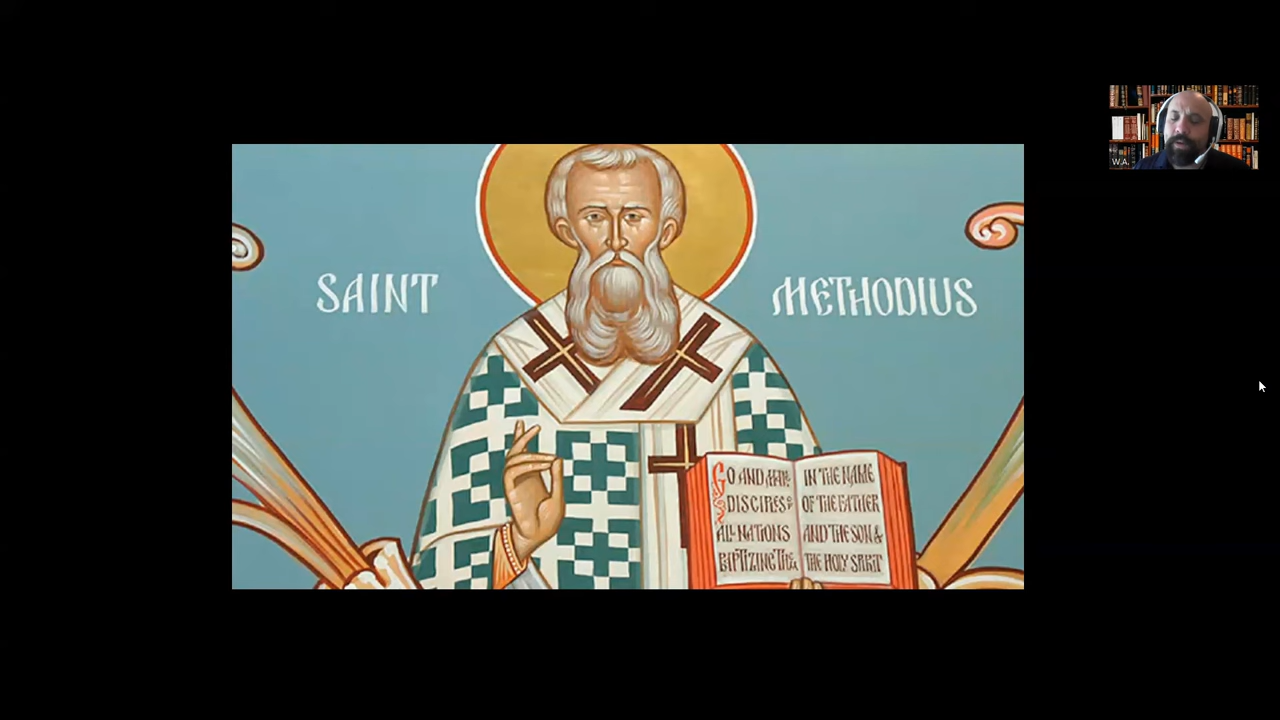 W.A.
SAINT METHODIUS
GO AND MAKE
DISCIPLES OF
ALL NATIONS
BAPTIZING THEM
IN THE NAME
OF THE FATHER
AND THE SON &
THE HOLY SPIRIT